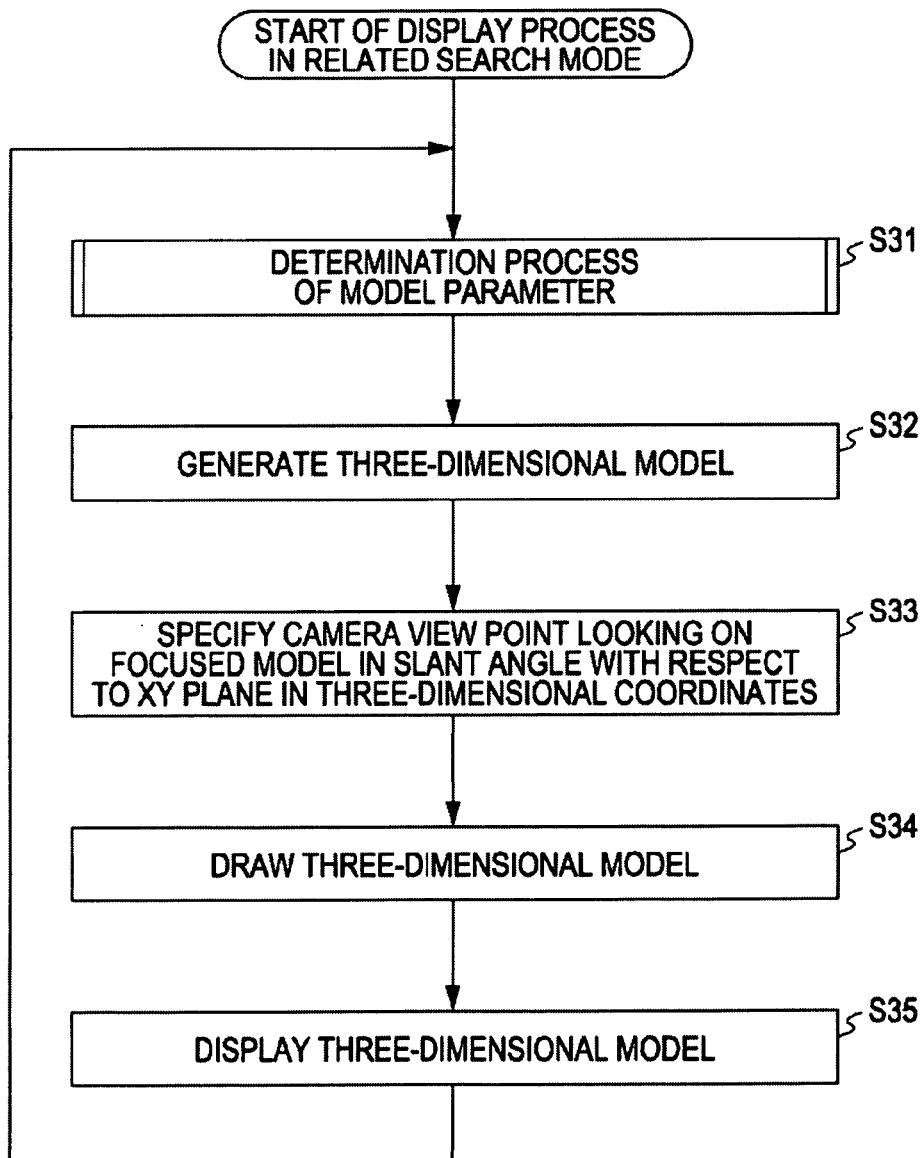 START OF DISPLAY PROCESS
IN RELATED SEARCH MODE
S31
DETERMINATION PROCESS
OF MODEL PARAMETER
S32
GENERATE THREE-DIMENSIONAL MODEL
S33
SPECIFY CAMERA VIEW POINT LOOKING ON
FOCUSED MODEL IN SLANT ANGLE WITH RESPECT
TO XY PLANE IN THREE-DIMENSIONAL COORDINATES
S34
DRAW THREE-DIMENSIONAL MODEL
S35
DISPLAY THREE-DIMENSIONAL MODEL